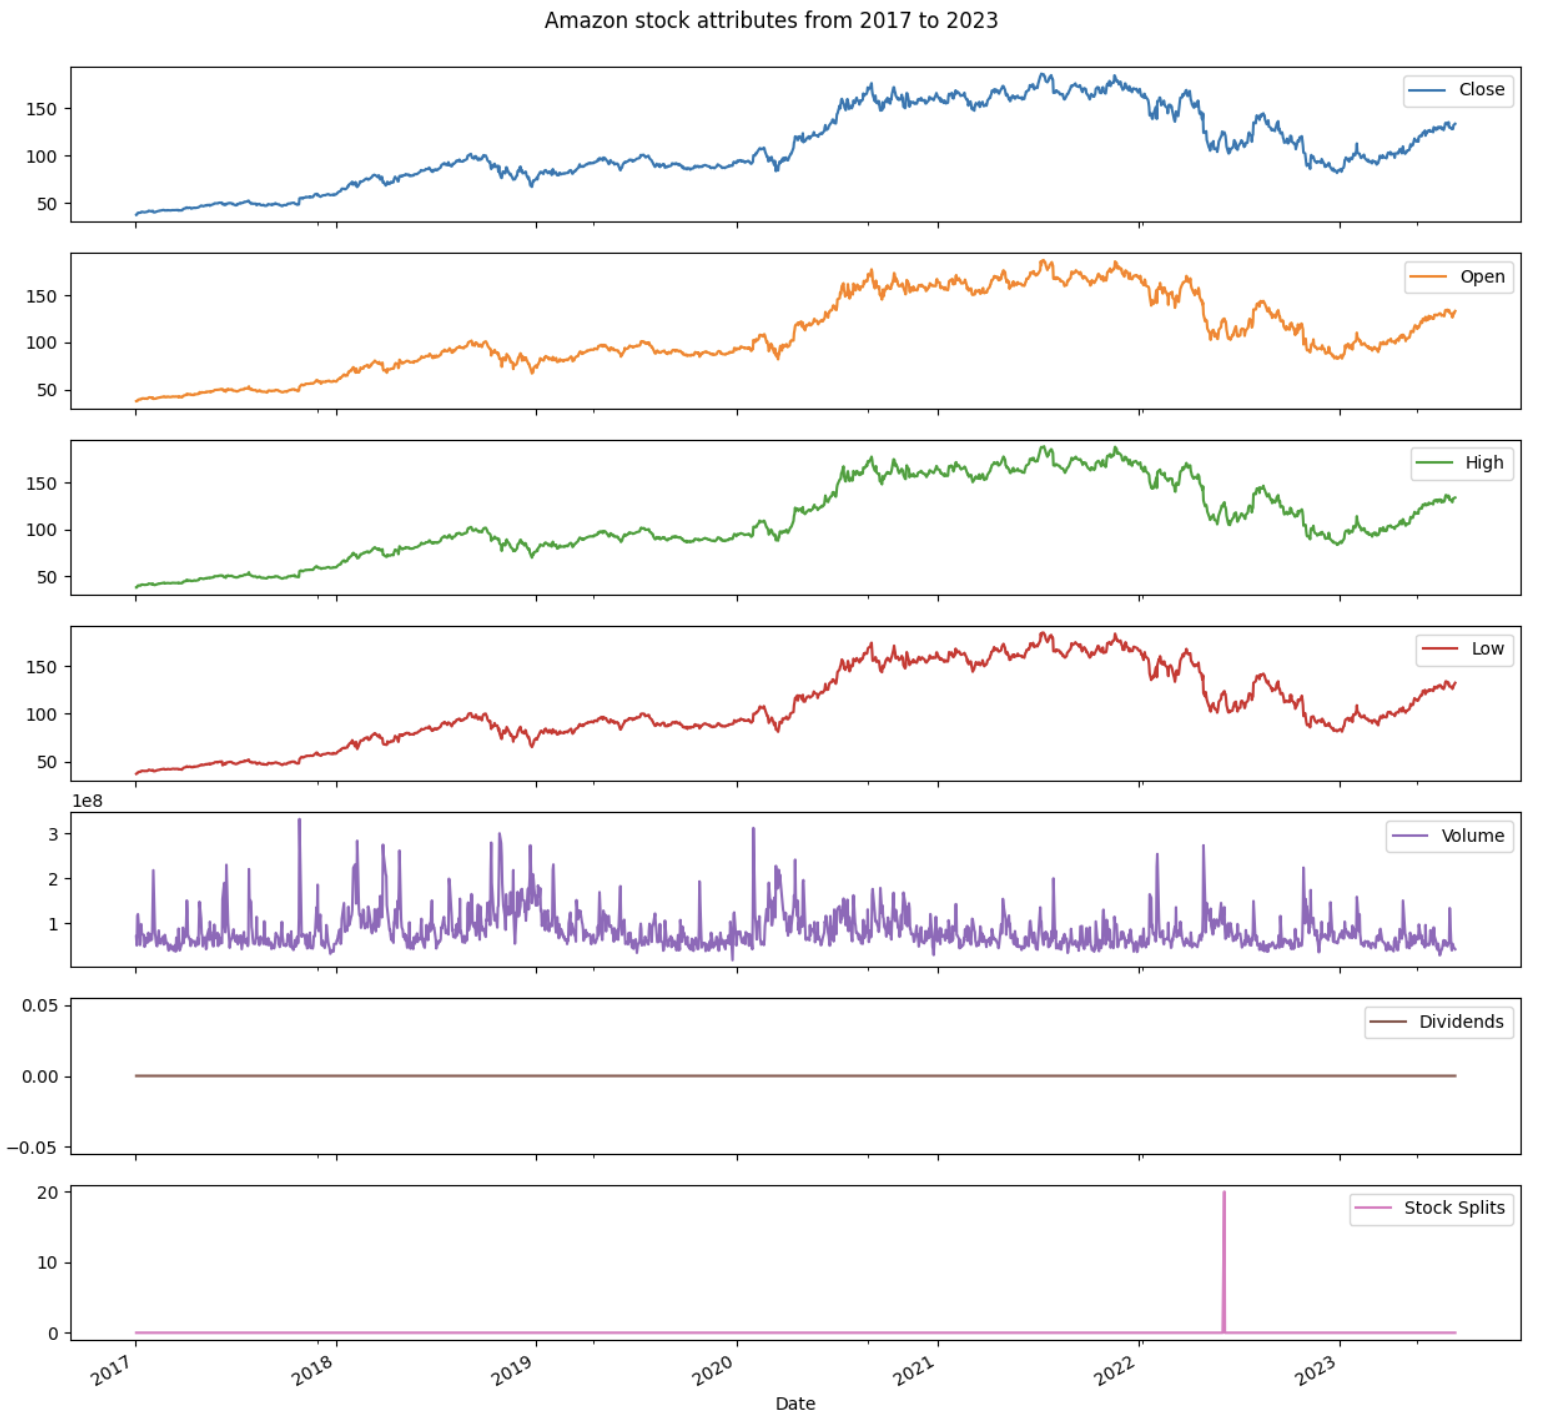 Amazon stock attributes from 2017 to 2023
150
100
50
Close
150
100
50
Open
150
100
50
High
150
100
50
Low
1e8
3
2
1
Volume
0.05
0.00
−0.05
Dividends
20
10
0
Stock Splits
2017 2018 2019 2020 2021 2022 2023
Date